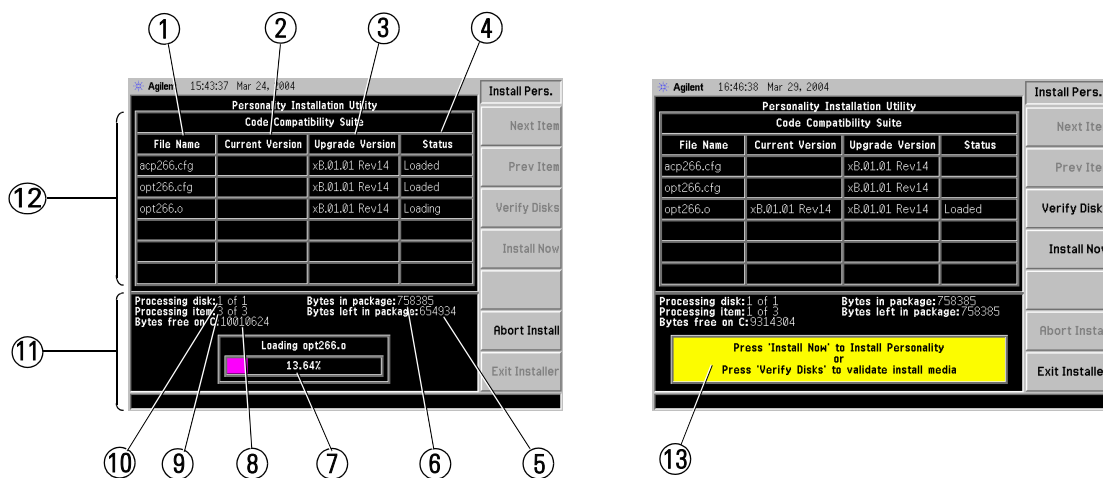 1 2 3 4
Agilent 15:43:37 Mar 24, 2004
Install Pers.
Personality Installation Utility
Code Compatibility Suite
File Name Current Version Upgrade Version Status
acp266.cfg xB.01.01 Rev14 Loaded
opt266.cfg xB.01.01 Rev14 Loaded
opt266.o xB.01.01 Rev14 Loading
Next Item
Prev Item
Verify Disks
Install Now
Abort Install
Exit Installer
12
Processing disk:1 of 1 Bytes in package:758385
Processing item:3 of 3 Bytes left in package:654934
Bytes free on C:10010624
Loading opt266.o
13.64%
11
10 9 8 7 6 5
Agilent 16:46:38 Mar 29, 2004
Install Pers.
Personality Installation Utility
Code Compatibility Suite
File Name Current Version Upgrade Version Status
acp266.cfg xB.01.01 Rev14
opt266.cfg xB.01.01 Rev14
opt266.o xB.01.01 Rev14 xB.01.01 Rev14 Loaded
Next Ite
Prev Ite
Verify Disk
Install Nov
Abort Insta
Exit Installe
Processing disk:1 of 1 Bytes in package:758385
Processing item:1 of 3 Bytes left in package:758385
Bytes free on C:9314304
Press 'Install Now' to Install Personality
or
Press 'Verify Disks' to validate install media
13